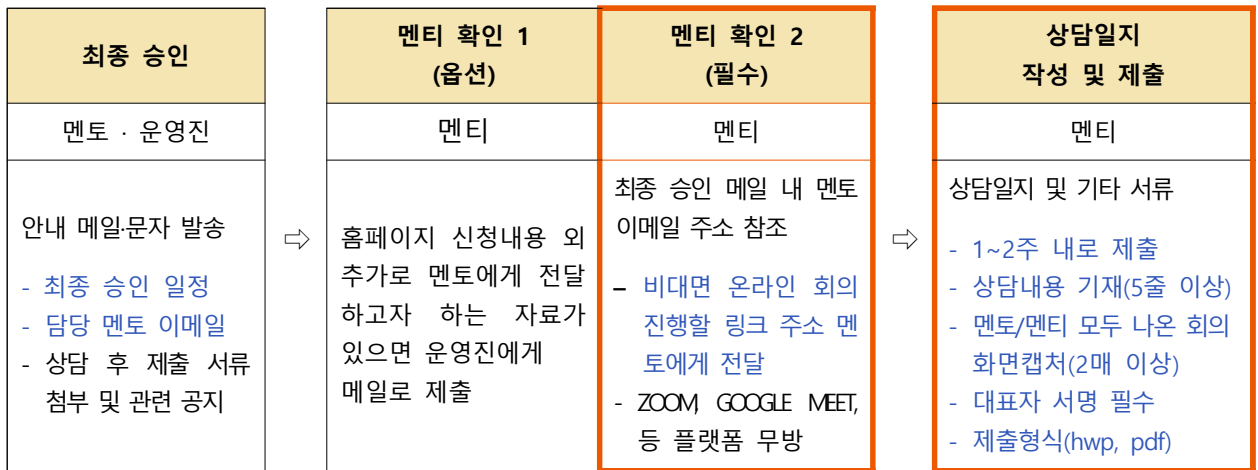 최종 승인
멘토 · 운영진
안내 메일·문자 발송
- 최종 승인 일정
- 담당 멘토 이메일
- 상담 후 제출 서류
첨부 및 관련 공지
⇨
멘티 확인 1
(옵션)
멘티
홈페이지 신청내용 외
추가로 멘토에게 전달
하고자 하는 자료가
있으면 운영진에게
메일로 제출
멘티 확인 2
(필수)
멘티
최종 승인 메일 내 멘토
이메일 주소 참조
- 비대면 온라인 회의
진행할 링크 주소 멘
토에게 전달
- ZOOM, GOOGLE MEET,
등 플랫폼 무방
⇨
상담일지
작성 및 제출
멘티
상담일지 및 기타 서류
- 1~2주 내로 제출
- 상담내용 기재(5줄 이상)
- 멘토/멘티 모두 나온 회의
화면캡처(2매 이상)
- 대표자 서명 필수
- 제출형식(hwp, pdf)